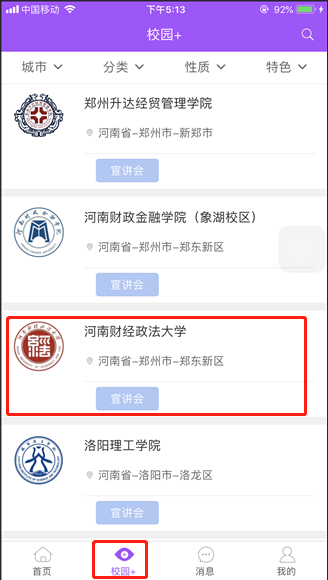 中国移动
下午5:13
92%
校园+
城市
分类
性质
特色
郑州升达经贸管理学院
河南省-郑州市-新郑市
宣讲会
河南财政金融学院（象湖校区）
河南省-郑州市-郑东新区
宣讲会
河南财经政法大学
河南省-郑州市-郑东新区
宣讲会
洛阳理工学院
河南省-洛阳市-洛龙区
宣讲会
首页
校园+
消息
我的